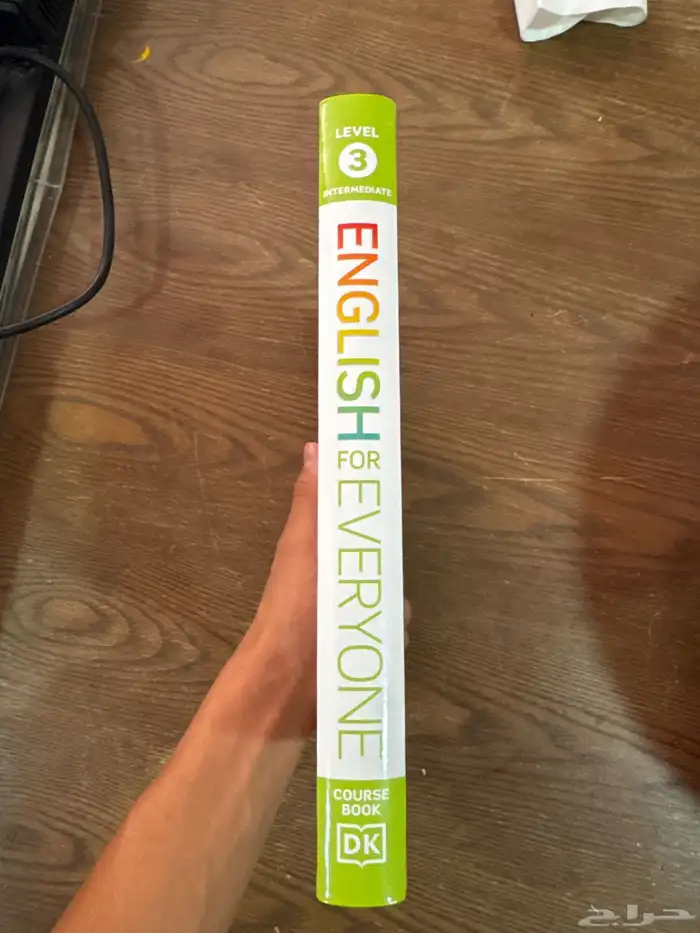 LEVEL
3
INTERMEDIATE
ENGLISH
FOR
EVERYONE
COURSE
BOOK
DK
حراج